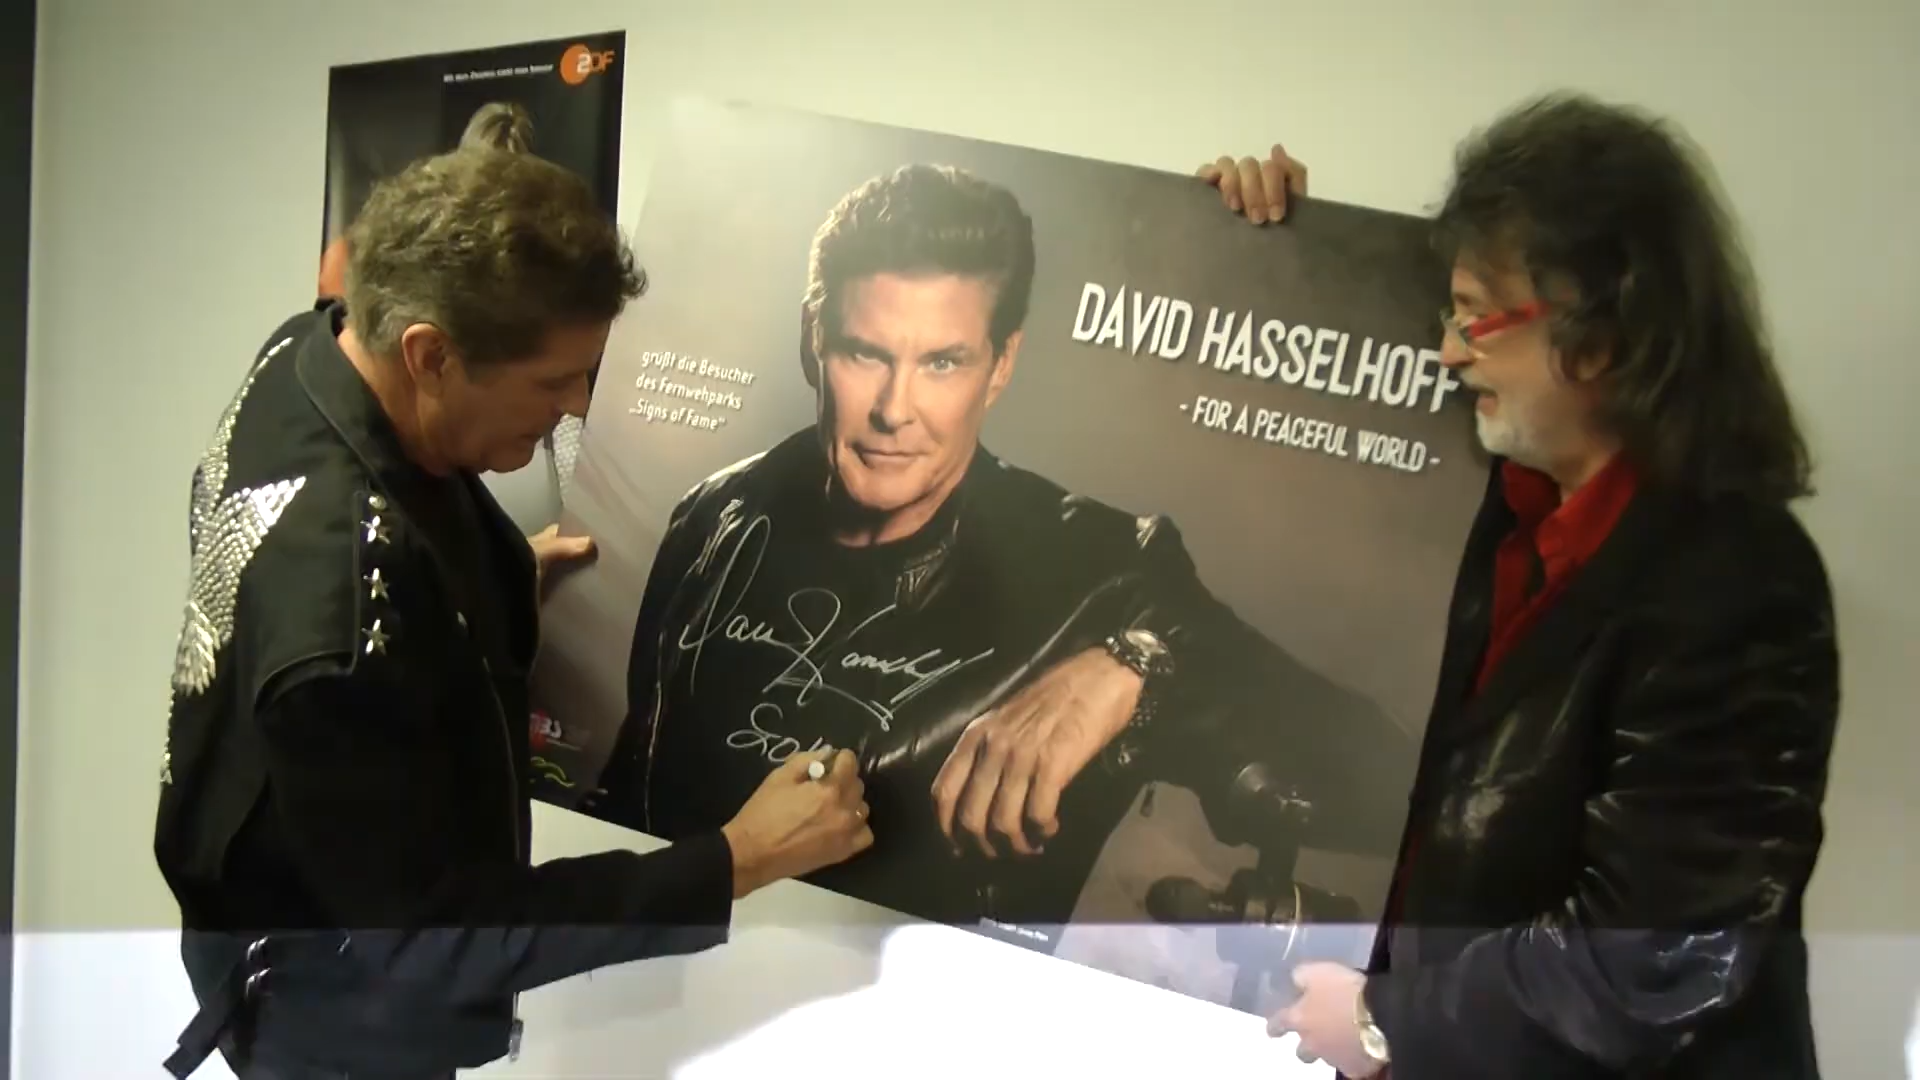 ZDF
DAVID HASSELHOFF
- FOR A PEACEFUL WORLD -
grüßt die Besucher
des Fernwehparks
„Signs of Fame“